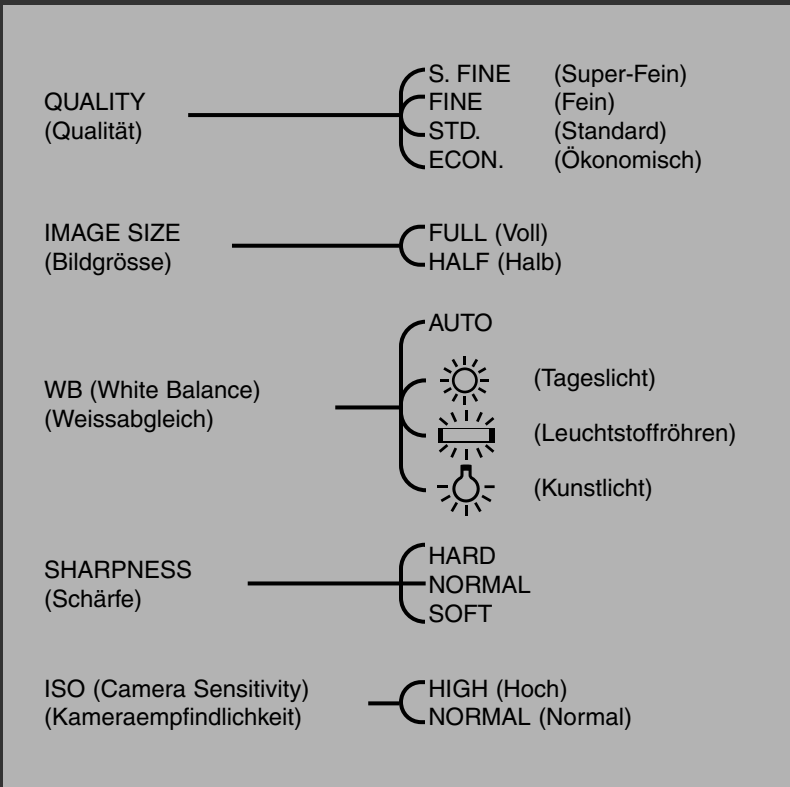 S. FINE (Super-Fein)
QUALITY FINE (Fein)
(Qualität) STD. (Standard)
ECON. (Ökonomisch)
IMAGE SIZE FULL (Voll)
(Bildgrösse) HALF (Halb)
AUTO
(Tageslicht)
WB (White Balance)
(Weissabgleich)
(Leuchtstoffröhren)
(Kunstlicht)
HARD
SHARPNESS NORMAL
(Schärfe) SOFT
ISO (Camera Sensitivity) HIGH (Hoch)
(Kameraempfindlichkeit) NORMAL (Normal)